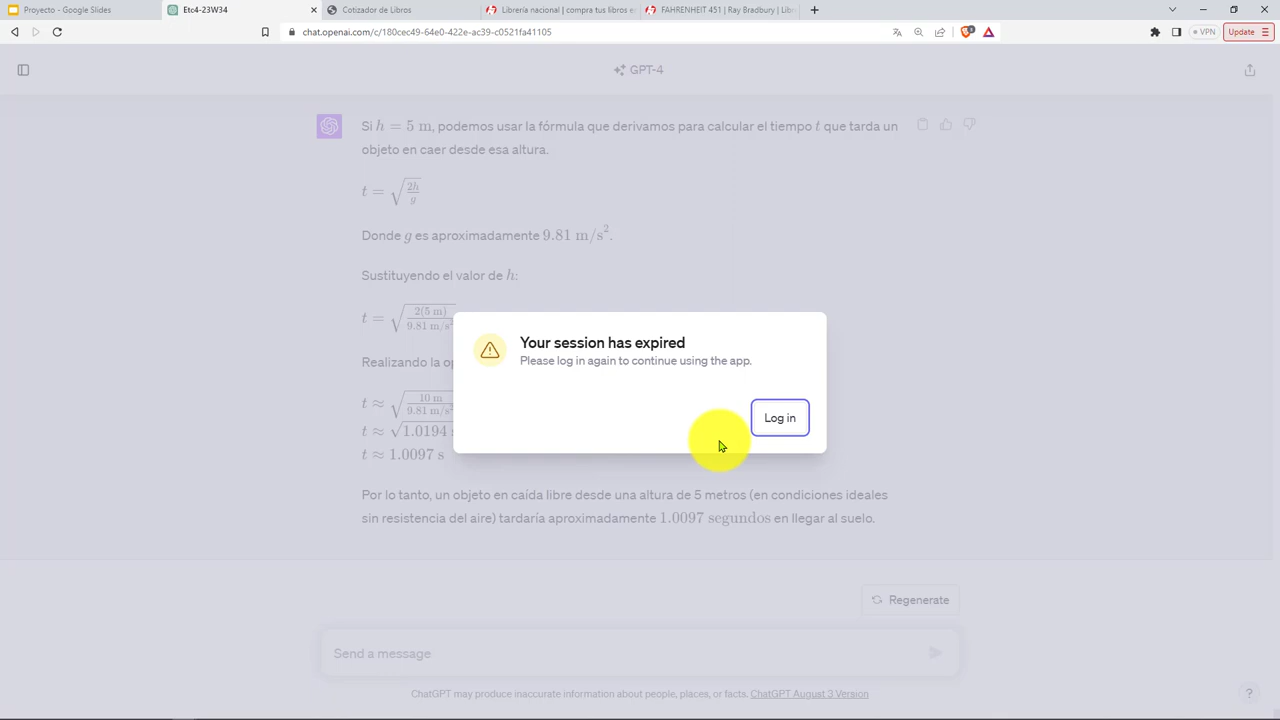 Proyecto - Google Slides
Etc4-23W34
Cotizador de Libros
Librería nacional | compra tus libros e
FAHRENHEIT 451 | Ray Bradbury | Libr
chat.openai.com/c/180cec49-64e0-422e-ac39-c0521fa41105
VPN
Update
GPT-4
Si h = 5 m, podemos usar la fórmula que derivamos para calcular el tiempo t que tarda un
objeto en caer desde esa altura.
t = √(2h/g)
Donde g es aproximadamente 9.81 m/s².
Sustituyendo el valor de h:
t = √(2(5 m)/9.81 m/s²
Your session has expired
Please log in again to continue using the app.
Realizando la op
t ≈ √(10 m/9.81 m/s²
Log in
t ≈ √1.0194 s
t ≈ 1.0097 s
Por lo tanto, un objeto en caída libre desde una altura de 5 metros (en condiciones ideales
sin resistencia del aire) tardaría aproximadamente 1.0097 segundos en llegar al suelo.
Regenerate
Send a message
ChatGPT may produce inaccurate information about people, places, or facts. ChatGPT August 3 Version
?